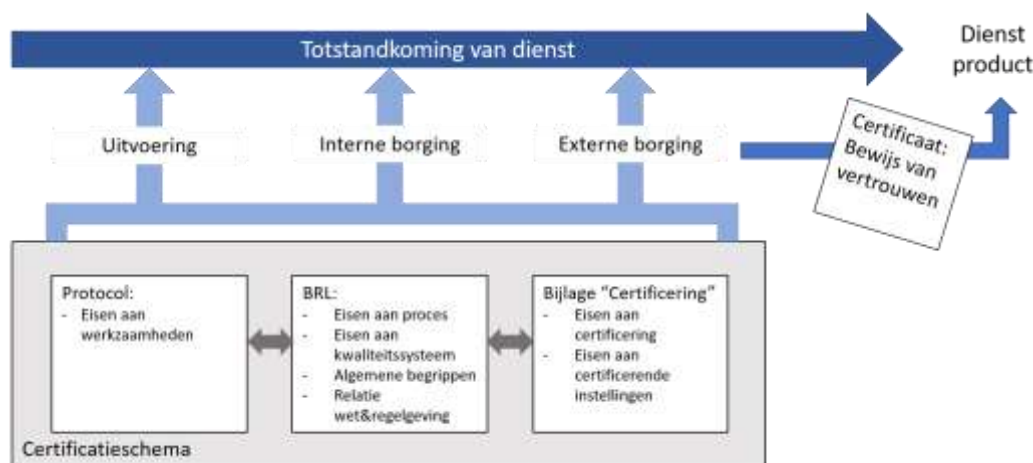 Totstandkoming van dienst
Dienst
product
Uitvoering
Interne borging
Externe borging
Certificaat:
Bewijs van
vertrouwen
Protocol:
- Eisen aan
werkzaamheden
BRL:
- Eisen aan proces
- Eisen aan
kwaliteitssysteem
- Algemene begrippen
- Relatie
wet&regelgeving
Bijlage “Certificering”
- Eisen aan
certificering
- Eisen aan
certificerende
instellingen
Certificatieschema